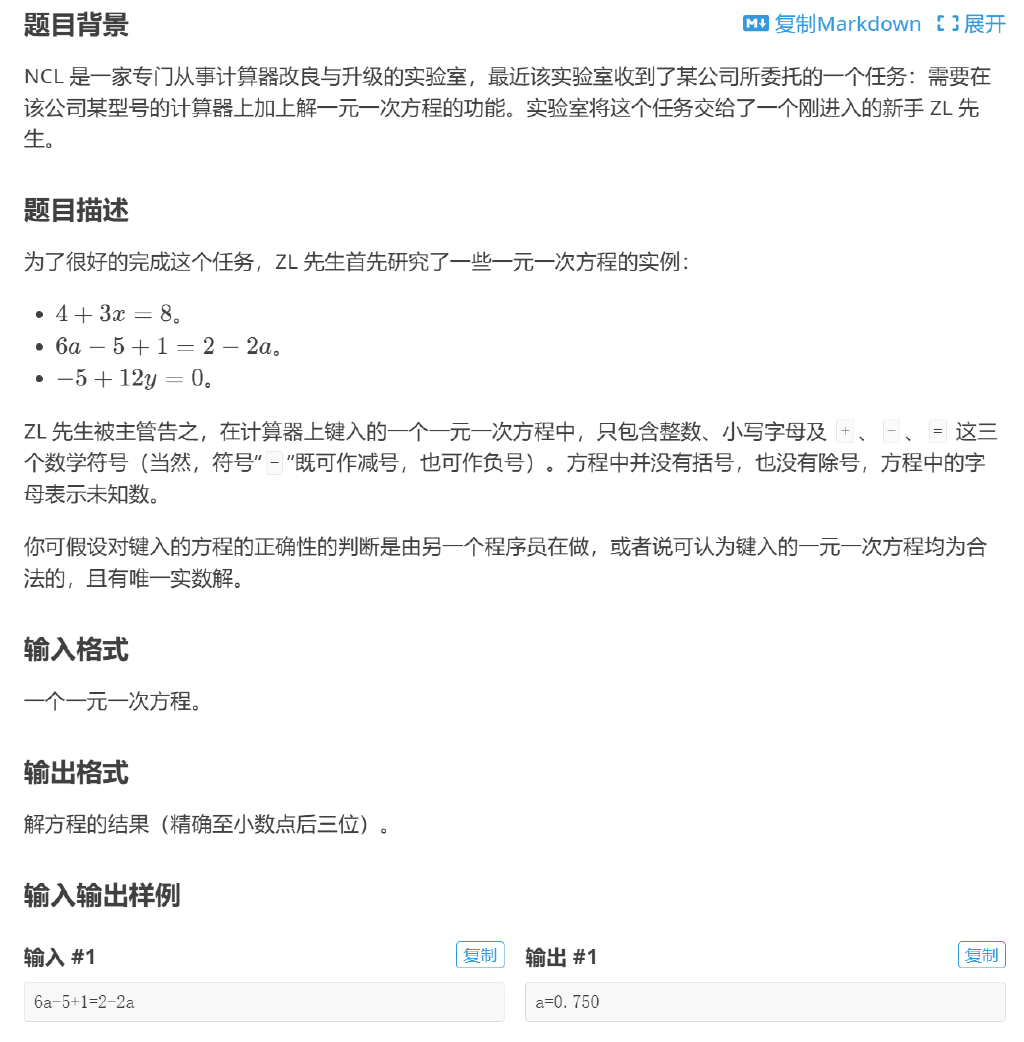 题目背景
复制Markdown 展开
NCL 是一家专门从事计算器改良与升级的实验室，最近该实验室收到了某公司所委托的一个任务：需要在
该公司某型号的计算器上加上解一元一次方程的功能。实验室将这个任务交给了一个刚进入的新手 ZL 先
生。
题目描述
为了很好的完成这个任务，ZL 先生首先研究了一些一元一次方程的实例：
• 4 + 3x = 8。
• 6a − 5 + 1 = 2 − 2a。
• −5 + 12y = 0。
ZL 先生被主管告之，在计算器上键入的一个一元一次方程中，只包含整数、小写字母及 + 、 - 、 = 这三
个数学符号（当然，符号“ - ”既可作减号，也可作负号）。方程中并没有括号，也没有除号，方程中的字
母表示未知数。
你可假设对键入的方程的正确性的判断是由另一个程序员在做，或者说可认为键入的一元一次方程均为合
法的，且有唯一实数解。
输入格式
一个一元一次方程。
输出格式
解方程的结果（精确至小数点后三位）。
输入输出样例
输入 #1
复制
6a-5+1=2-2a
输出 #1
复制
a=0.750